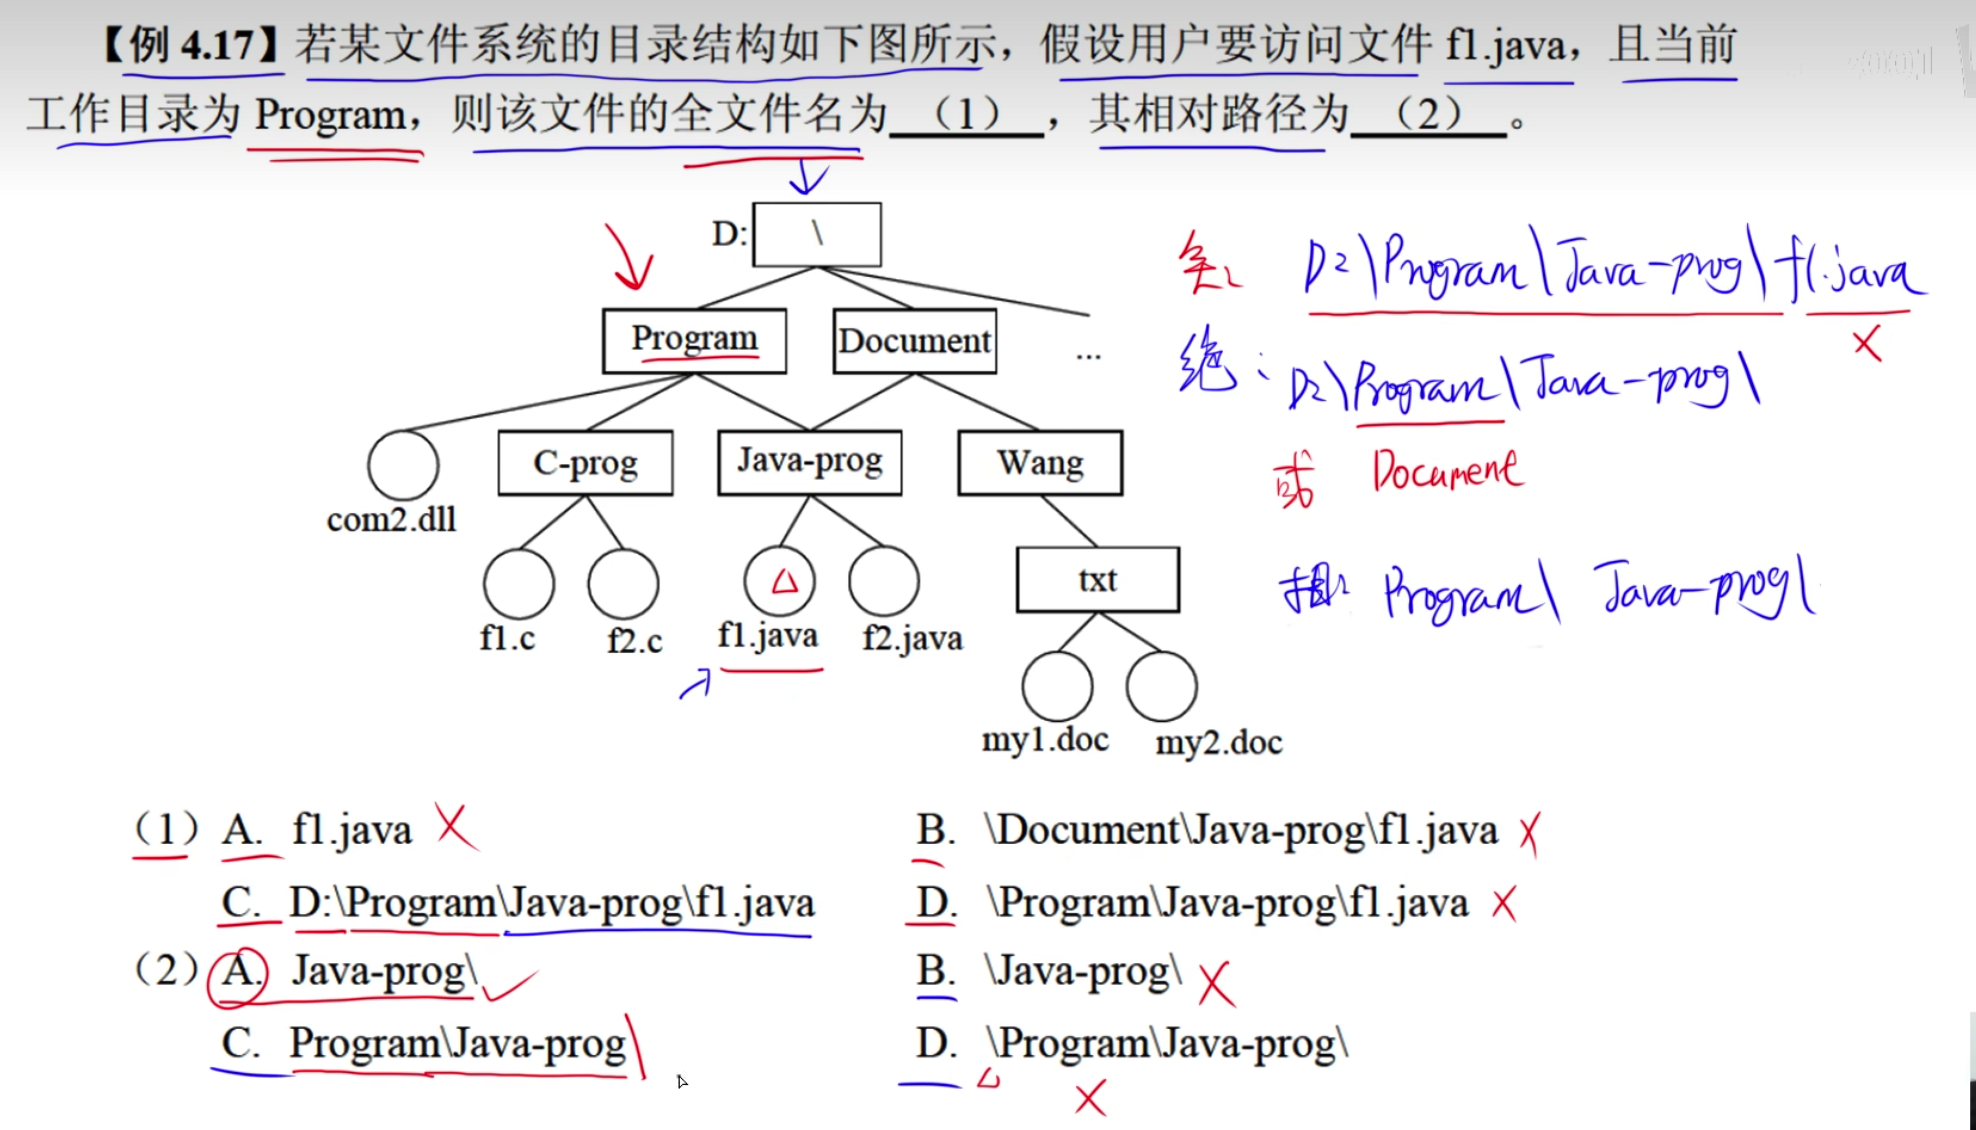 【例 4.17】若某文件系统的目录结构如下图所示，假设用户要访问文件 f1.java，且当前
工作目录为 Program，则该文件的全文件名为 （1） ，其相对路径为 （2） 。
D: \
Program Document ...
C-prog Java-prog Wang
com2.dll
txt
f1.c f2.c f1.java f2.java
my1.doc my2.doc
全: D:\Program\Java-prog\f1.java
绝: D:\Program\Java-prog\
或 Document
相: Program\ Java-prog\
（1）A. f1.java B. \Document\Java-prog\f1.java
C. D:\Program\Java-prog\f1.java D. \Program\Java-prog\f1.java
（2）A. Java-prog\ B. \Java-prog\
C. Program\Java-prog\ D. \Program\Java-prog\